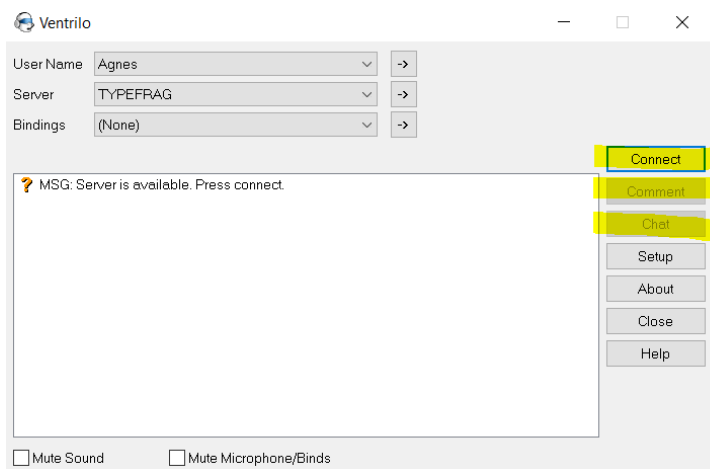 Ventrilo
User Name Agnes ->
Server TYPEFRAG ->
Bindings (None) ->
Connect
MSG: Server is available. Press connect.
Comment
Chat
Setup
About
Close
Help
Mute Sound Mute Microphone/Binds